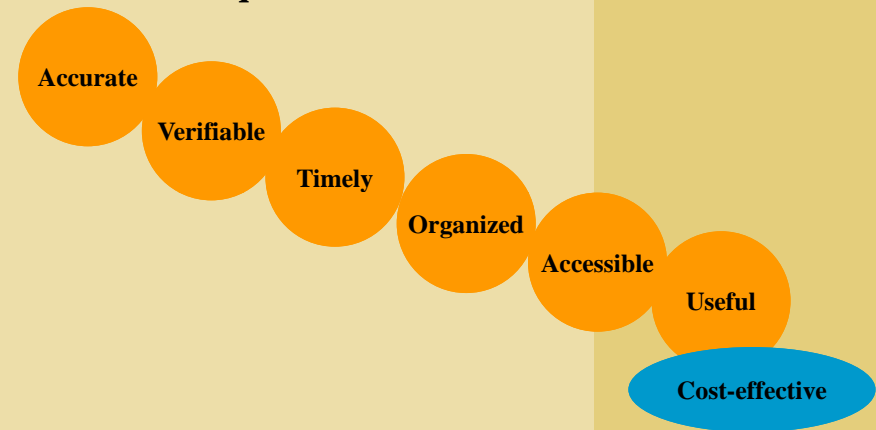 Accurate
Verifiable
Timely
Organized
Accessible
Useful
Cost-effective